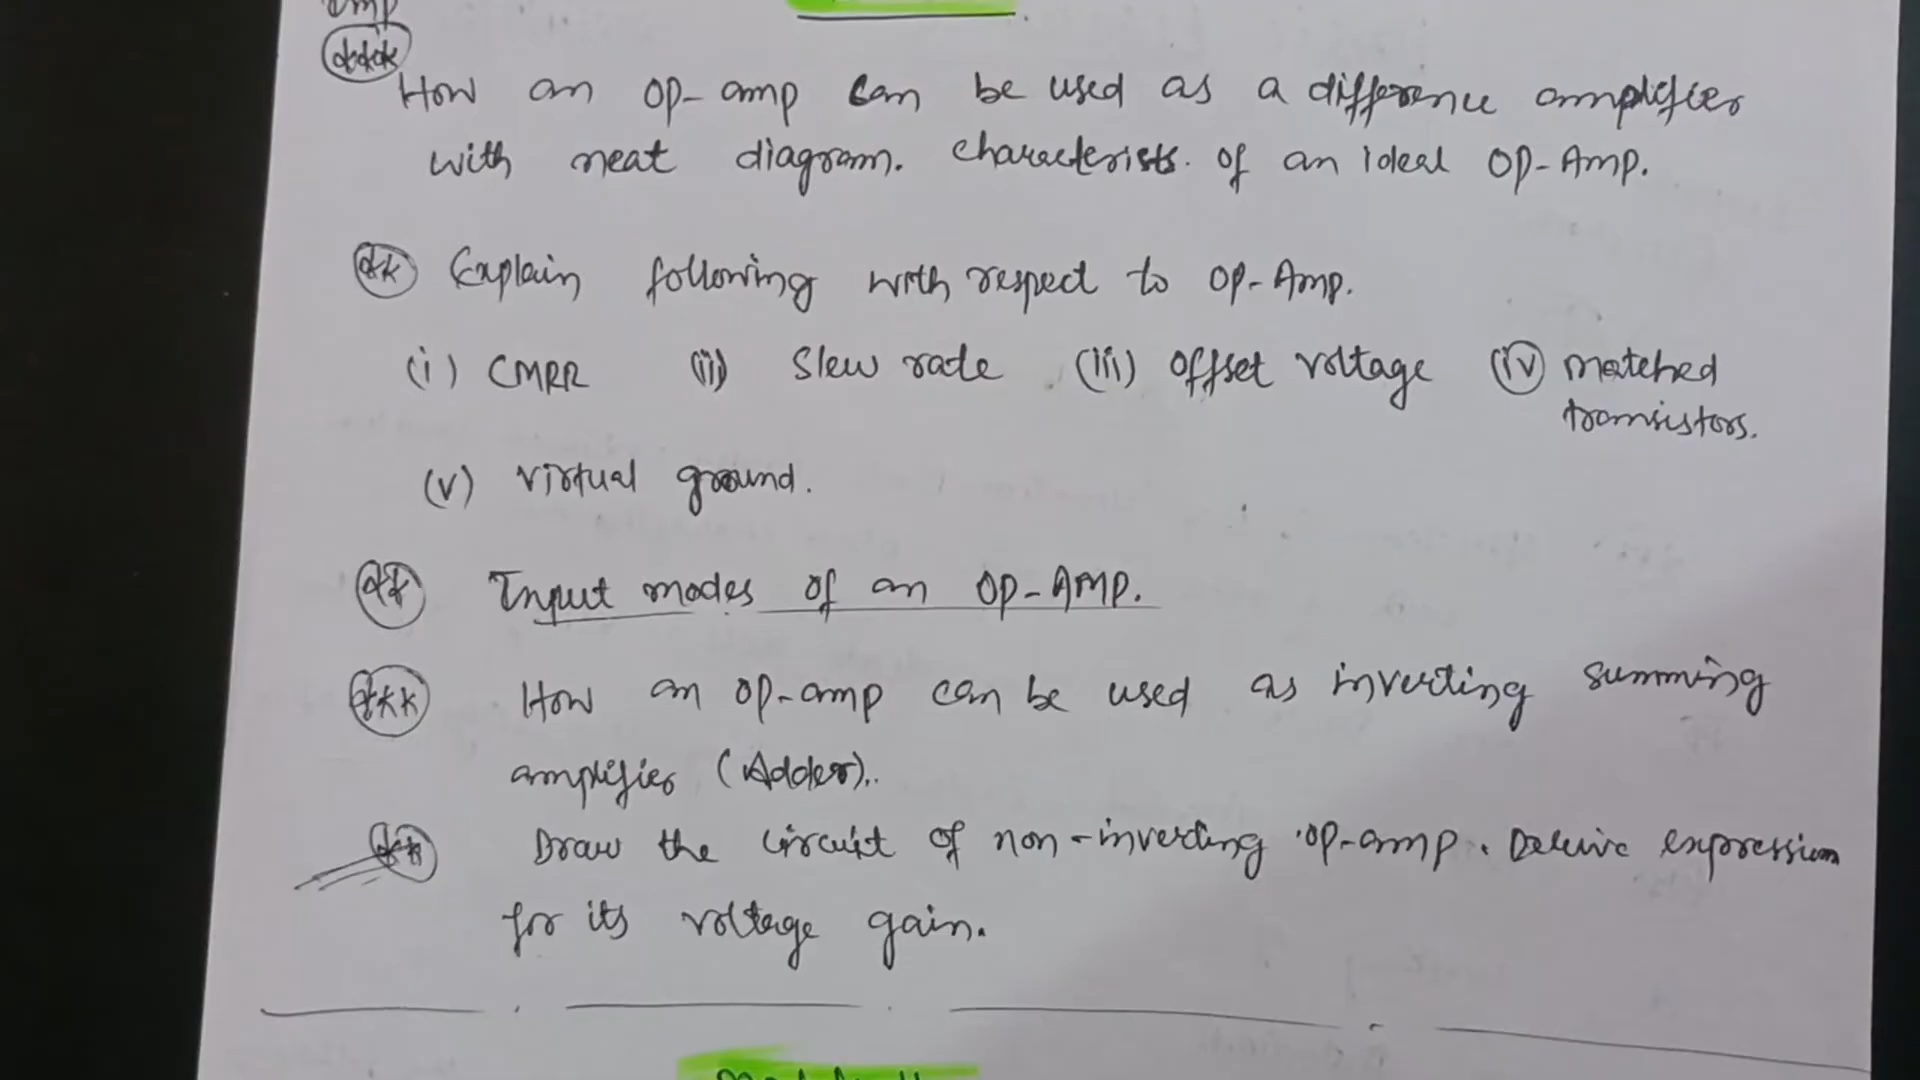 ***
How an op-amp can be used as a difference amplifier
with neat diagram. characterists. of an ideal OP-Amp.
** Explain following with respect to OP-Amp.
(i) CMRR (ii) Slew rate (iii) offset voltage (iv) matched
transistors.
(v) virtual ground.
** Input modes of an OP-AMP.
*** How an op-amp can be used as inverting summing
amplifier (Adder)..
** Draw the circuit of non-inverting op-amp. Derive expression
for its voltage gain.